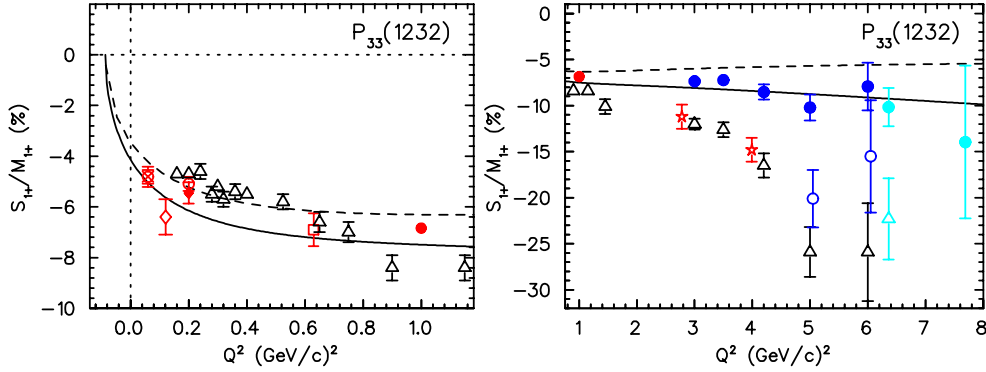 P33(1232)
0
−2
−4
−6
−8
−10
S1+/M1+ (%)
0.0 0.2 0.4 0.6 0.8 1.0
Q² (GeV/c)²
P33(1232)
0
−5
−10
−15
−20
−25
−30
S1+/M1+ (%)
1 2 3 4 5 6 7 8
Q² (GeV/c)²